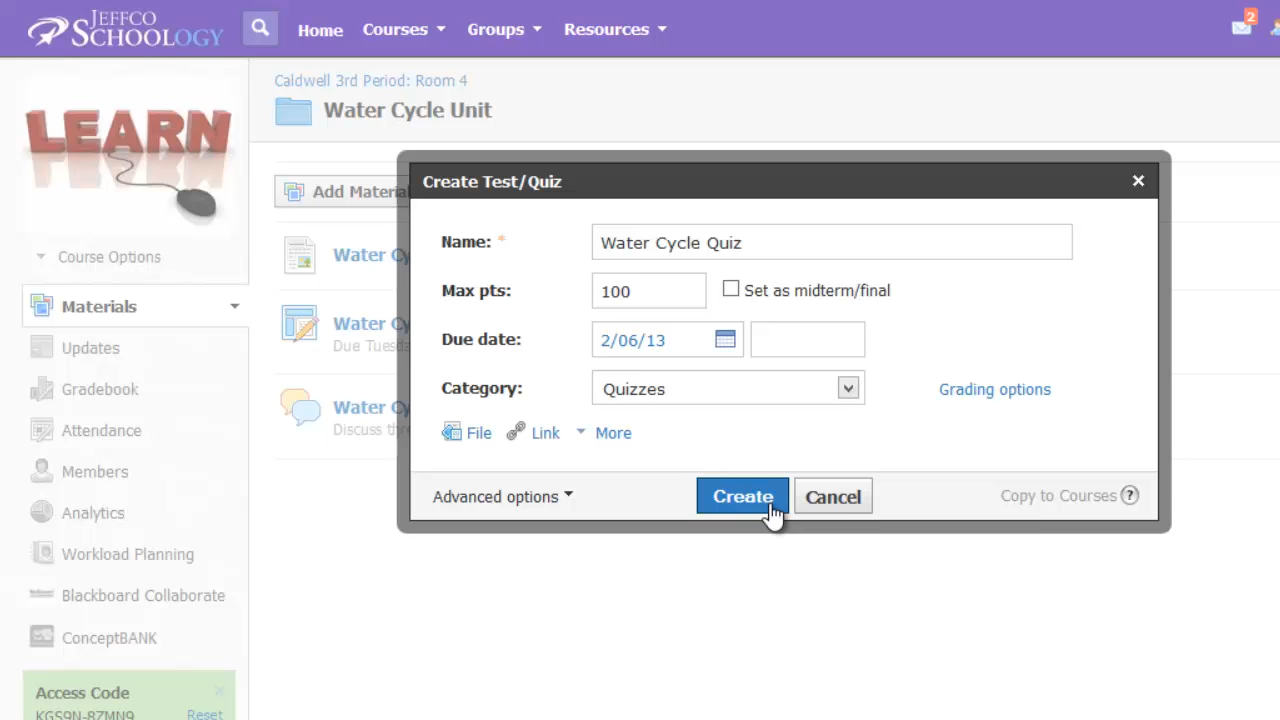 JEFFCO
SCHOOLOGY
Home
Courses
Groups
Resources
2
LEARN
Caldwell 3rd Period: Room 4
Water Cycle Unit
Course Options
Materials
Updates
Gradebook
Attendance
Members
Analytics
Workload Planning
Blackboard Collaborate
ConceptBANK
Access Code
KGS9N-8ZMN9
Reset
Add Materia
Water Cy
Water Cy
Due Tuesda
Water Cy
Discuss thr
Create Test/Quiz
×
Name: *
Water Cycle Quiz
Max pts:
100
Set as midterm/final
Due date:
2/06/13
Category:
Quizzes
Grading options
File
Link
More
Advanced options
Create
Cancel
Copy to Courses ?